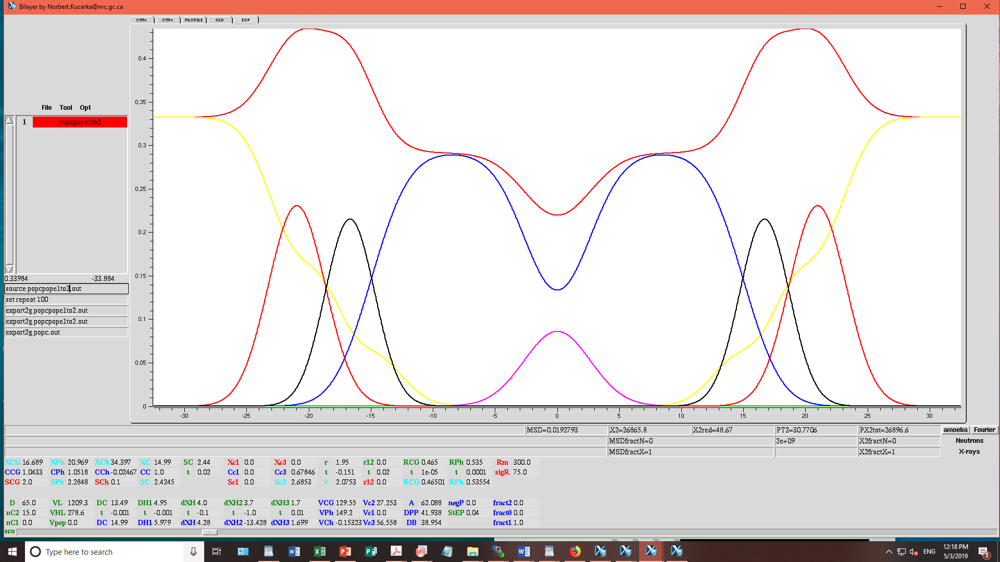 Bilayer by Norbert.Kucerka@nrc.gc.ca
CTFn CTFx PROFILE SLD EDP
File Tool Opt
1 popcpope1to2
0.4
0.35
0.3
0.25
0.2
0.15
0.1
0.05
0
-30 -25 -20 -15 -10 -5 0 5 10 15 20 25 30
0.33984 -33.884
source popcpope1to2.out
set repeat 100
export2g popcpope1to2.out
export2g popcpope1to2.out
export2g popc.out
MSD=0.0192793 X2=26865.8 X2red=48.67 PT2=30.7706 PX2tot=26896.6 amoeba Fourier
MSDfractN=0 2e+09 X2fractN=0 Neutrons
MSDfractX=1 X2fractX=1 X-rays
XCG 16.689 XPh 20.969 XCh 34.397 XC 14.99 SC 2.44 Xc1 0.0 Xc3 0.0 r 1.95 r12 0.0 RCG 0.465 RPh 0.535 Rm 300.0
CCG 1.0433 CPh 1.0518 CCh -0.02467 CC 1.0 t 0.02 Cc1 0.0 Cc3 0.67846 t -0.151 t 0.02 t 1e-05 t 0.0001 sigR 75.0
SCG 2.0 SPh 2.2848 SCh 0.1 SC 2.4245 Sc1 0.0 Sc3 2.6853 r 2.0753 r12 0.0 RCG 0.46501 RPh 0.53554
D 65.0 VL 1209.3 DC 13.49 DH1 4.95 dXH 4.0 dXH2 3.7 dXH3 1.7 VCG 129.55 Vc2 27.253 A 62.088 negP 0.0 fract2 0.0
nC2 15.0 VHL 278.6 t -0.001 t -0.001 t -0.1 t -1.0 t 0.01 VPh 149.2 Vc1 0.0 DPP 41.938 StEP 0.04 fract0 0.0
nC1 0.0 Vpep 0.0 DC 14.99 DH1 5.979 dXH 4.28 dXH2 -13.428 dXH3 1.699 VCh -0.15323 Vc3 56.558 DB 38.954 fract1 1.0
SCG
Type here to search
ENG
12:18 PM
5/3/2019
3